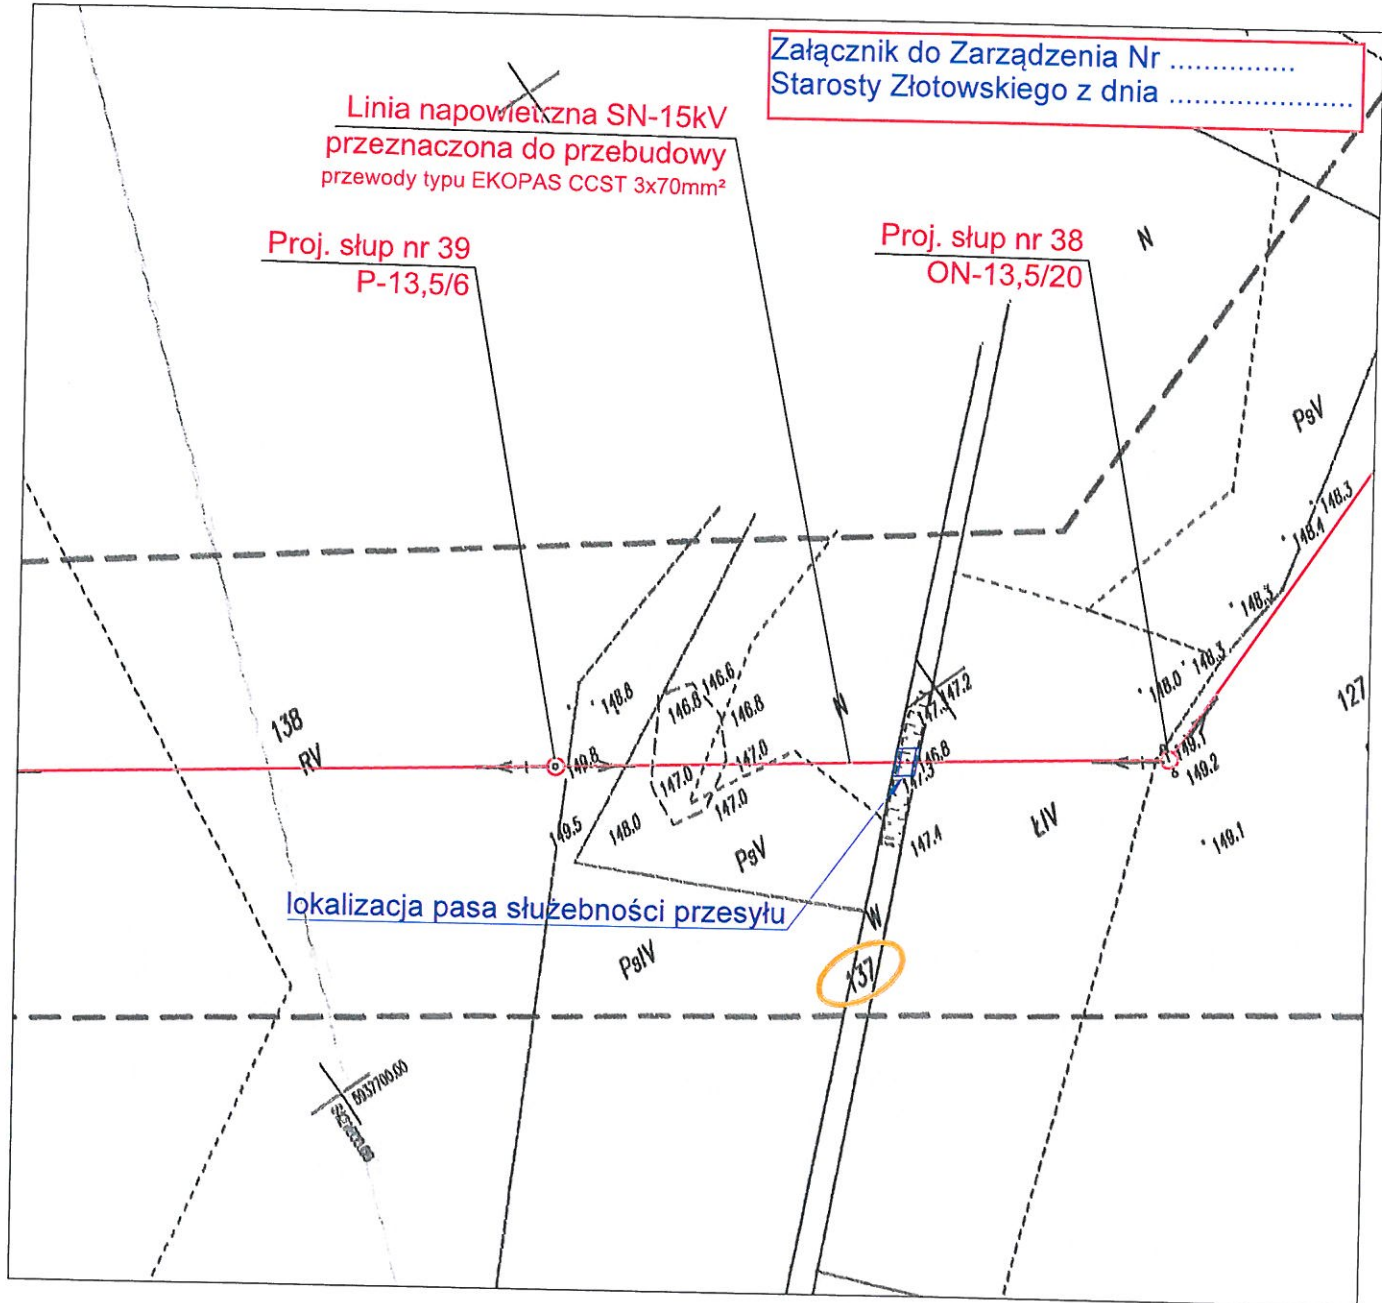 Załącznik do Zarządzenia Nr ...............
Starosty Złotowskiego z dnia ......................
Linia napowietrzna SN-15kV
przeznaczona do przebudowy
przewody typu EKOPAS CCST 3x70mm²
Proj. słup nr 39
P-13,5/6
Proj. słup nr 38
ON-13,5/20
N
PsV
148.3
148.4
148.3
148.3
148.0
127
149.1
149.2
149.1
138
RV
148.8
146.6
146.8
146.8
N
147.2
149.8
147.0
147.0
147.0
146.8
147.3
149.5
148.0
PsV
147.4
ŁIV
lokalizacja pasa służebności przesyłu
W
PsIV
137
5937700.00